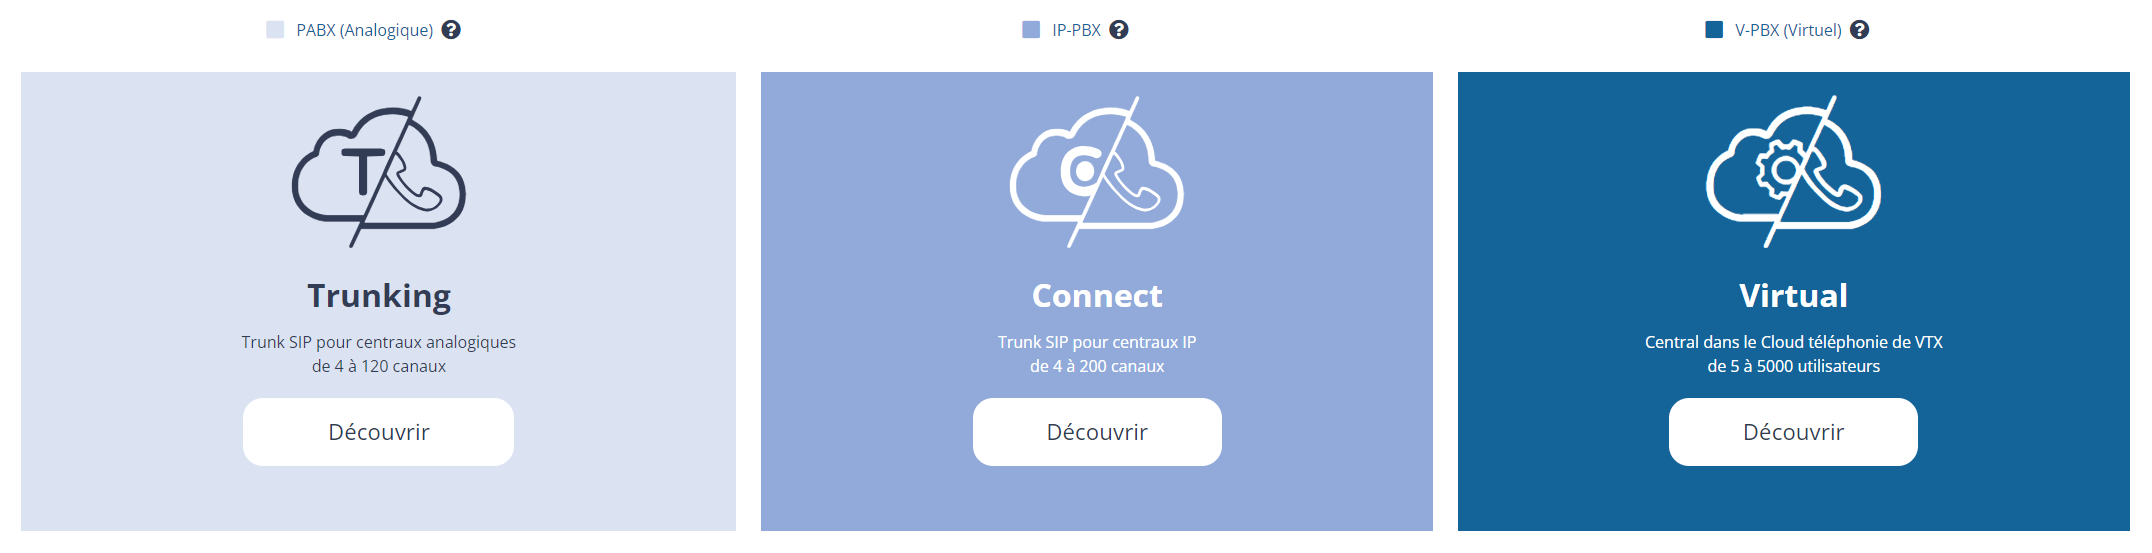 PABX (Analogique) ?
IP-PBX ?
V-PBX (Virtuel) ?
T
Trunking
Trunk SIP pour centraux analogiques
de 4 à 120 canaux
Découvrir
C
Connect
Trunk SIP pour centraux IP
de 4 à 200 canaux
Découvrir
Virtual
Central dans le Cloud téléphonie de VTX
de 5 à 5000 utilisateurs
Découvrir